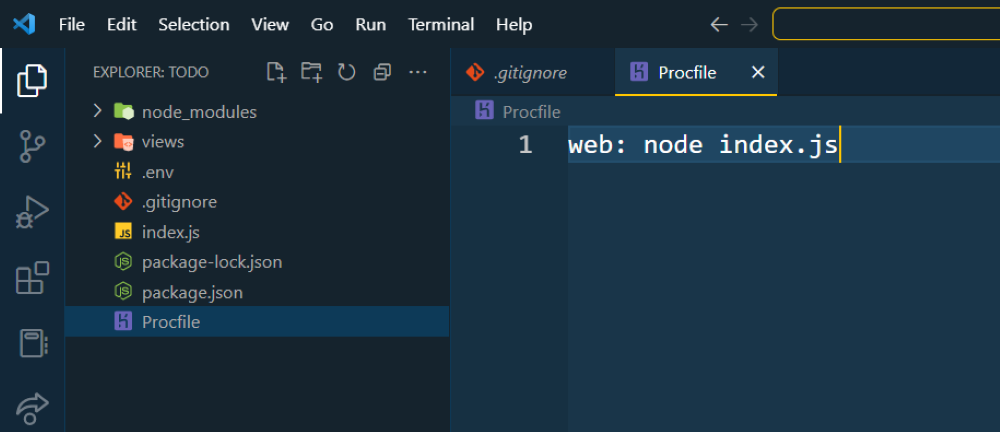 File Edit Selection View Go Run Terminal Help
EXPLORER: TODO
node_modules
views
.env
.gitignore
JS index.js
package-lock.json
package.json
Procfile
.gitignore Procfile
Procfile
1 web: node index.js